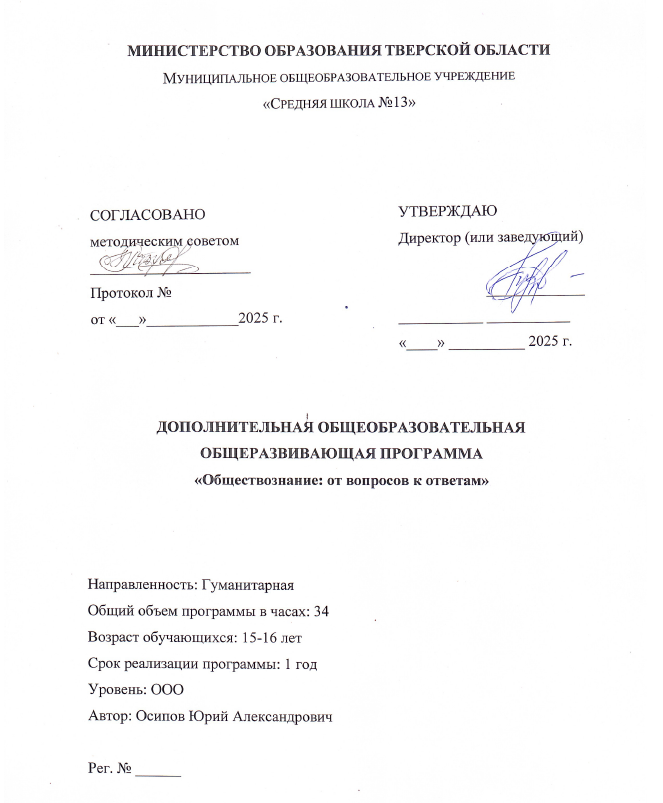 МИНИСТЕРСТВО ОБРАЗОВАНИЯ ТВЕРСКОЙ ОБЛАСТИ
МУНИЦИПАЛЬНОЕ ОБЩЕОБРАЗОВАТЕЛЬНОЕ УЧРЕЖДЕНИЕ
«СРЕДНЯЯ ШКОЛА №13»
СОГЛАСОВАНО
методическим советом
Протокол №
от «___»____________2025 г.
УТВЕРЖДАЮ
Директор (или заведующий)
«____» __________ 2025 г.
ДОПОЛНИТЕЛЬНАЯ ОБЩЕОБРАЗОВАТЕЛЬНАЯ
ОБЩЕРАЗВИВАЮЩАЯ ПРОГРАММА
«Обществознание: от вопросов к ответам»
Направленность: Гуманитарная
Общий объем программы в часах: 34
Возраст обучающихся: 15-16 лет
Срок реализации программы: 1 год
Уровень: ООО
Автор: Осипов Юрий Александрович
Рег. № ______